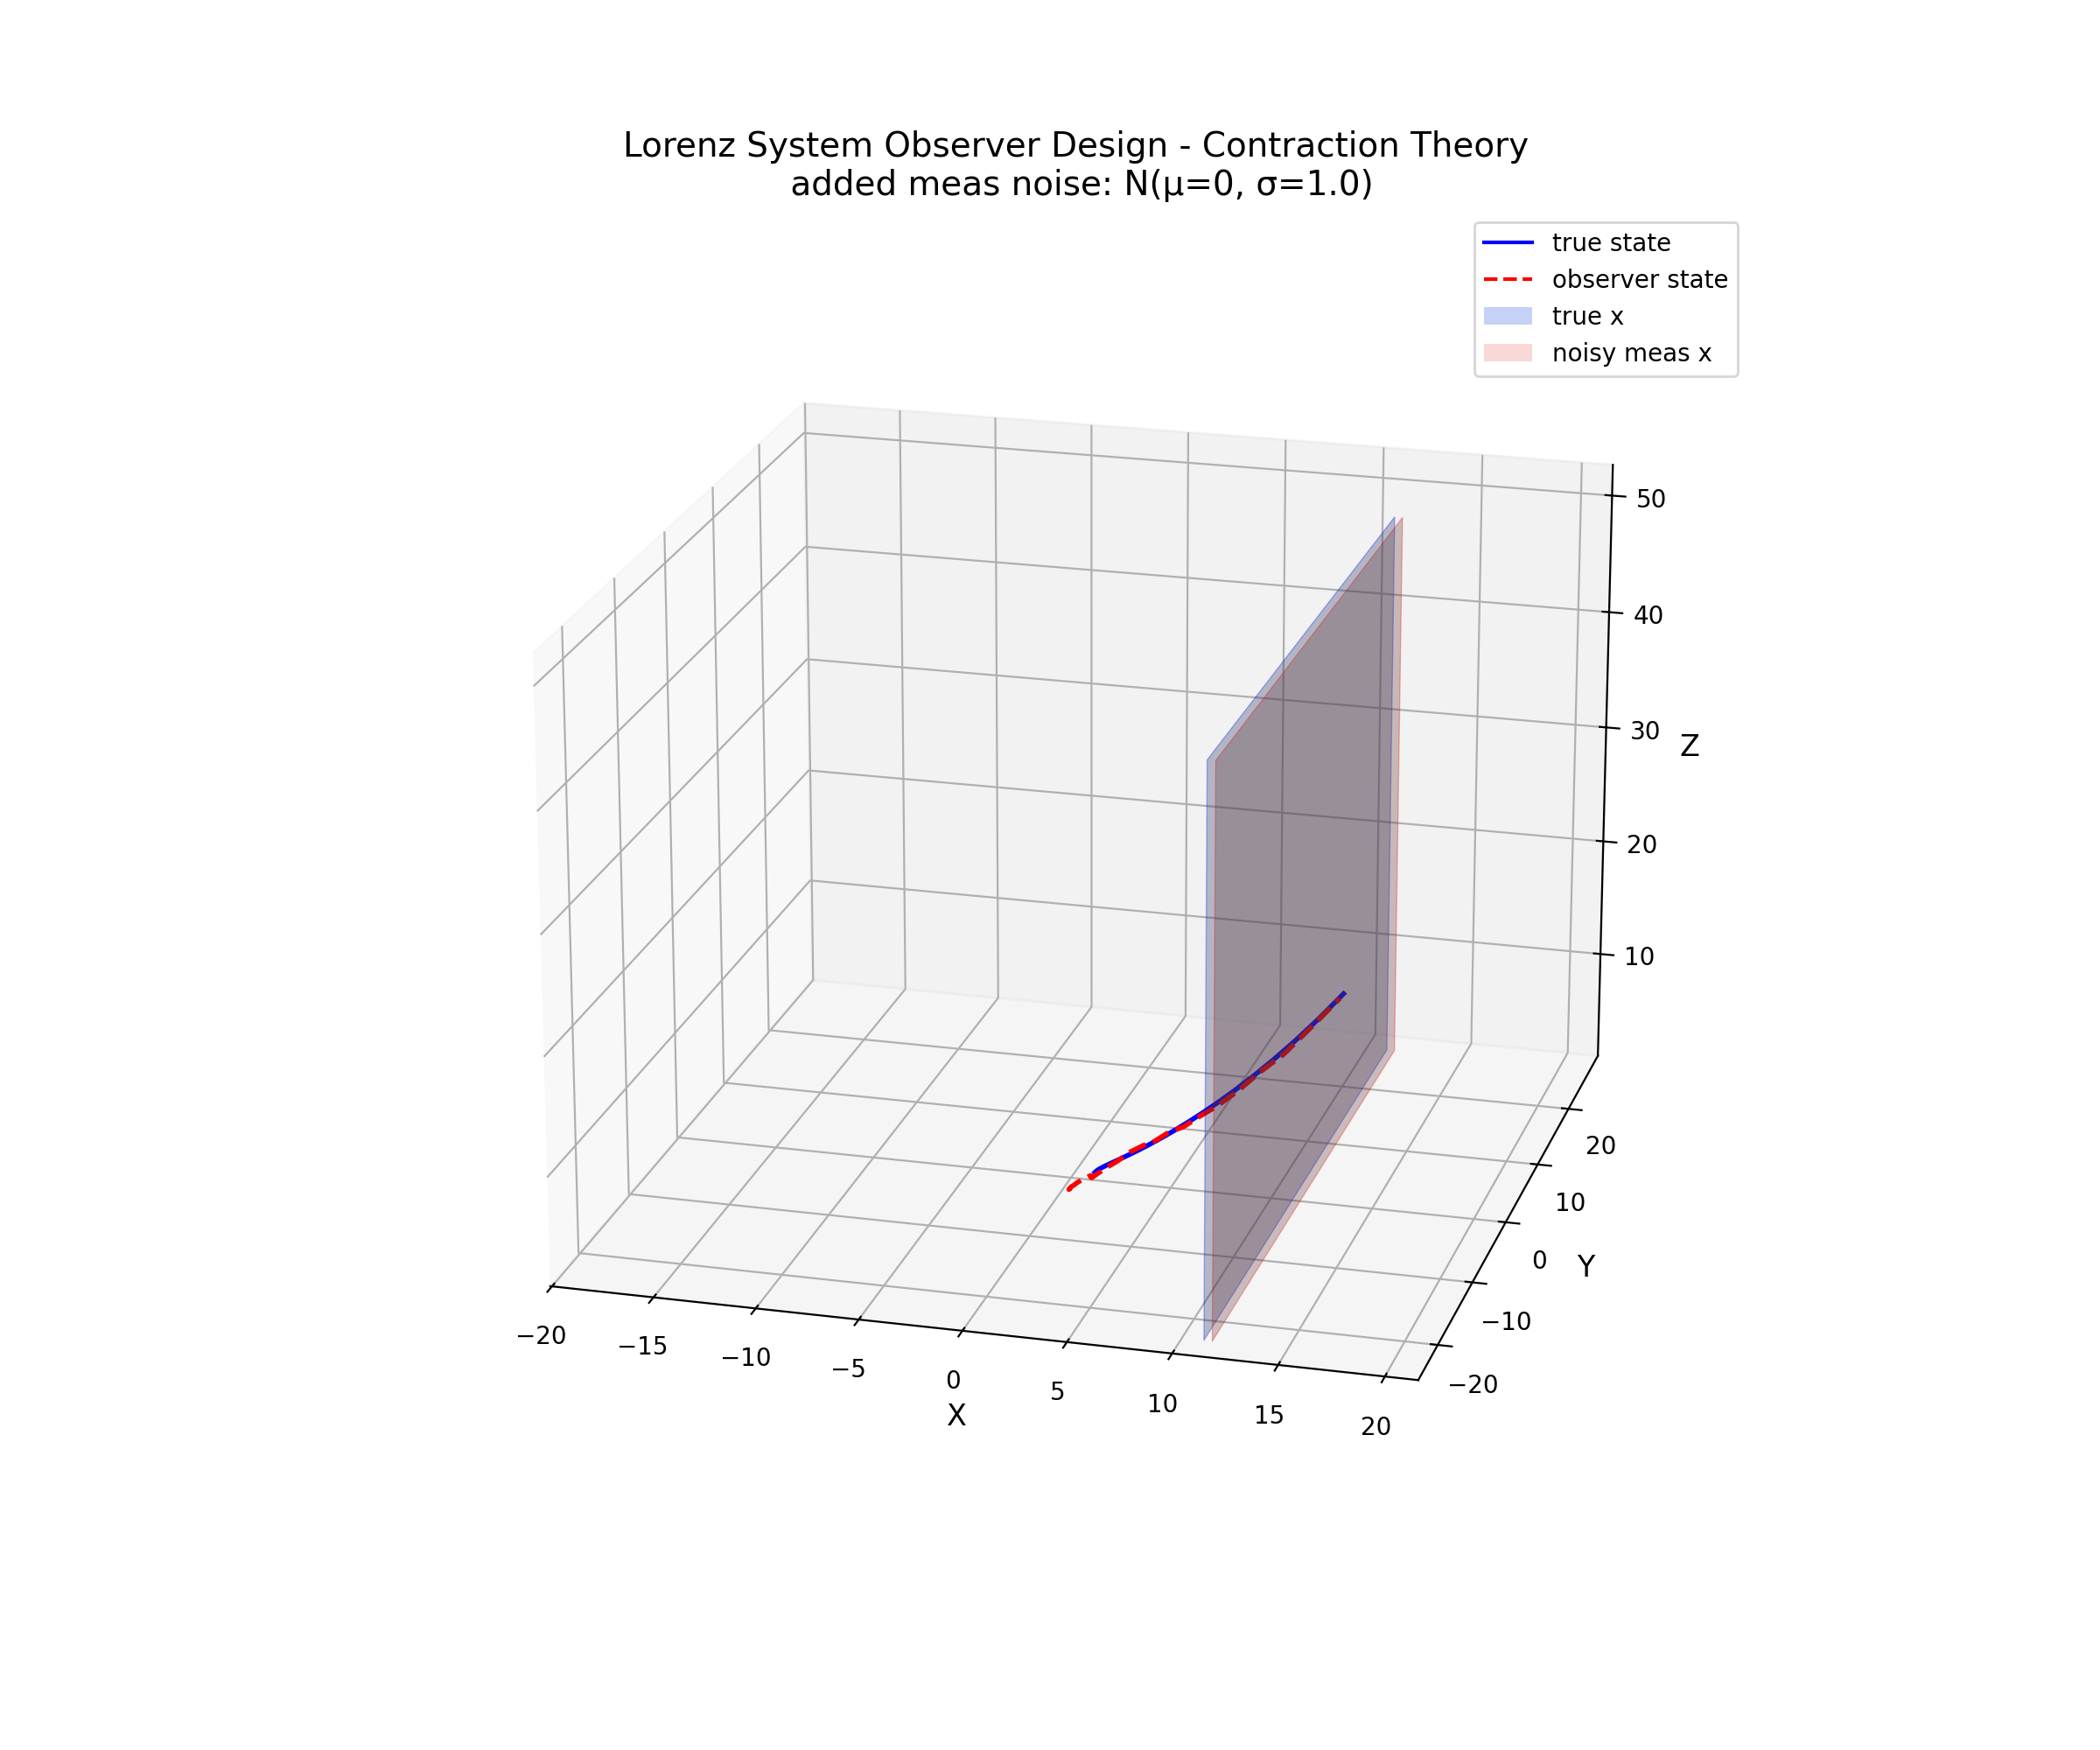 Lorenz System Observer Design - Contraction Theory
added meas noise: N(μ=0, σ=1.0)
true state
observer state
true x
noisy meas x
50
40
30
Z
20
10
20
10
0
Y
−10
−20
−20
−15
−10
−5
0
5
10
15
20
X